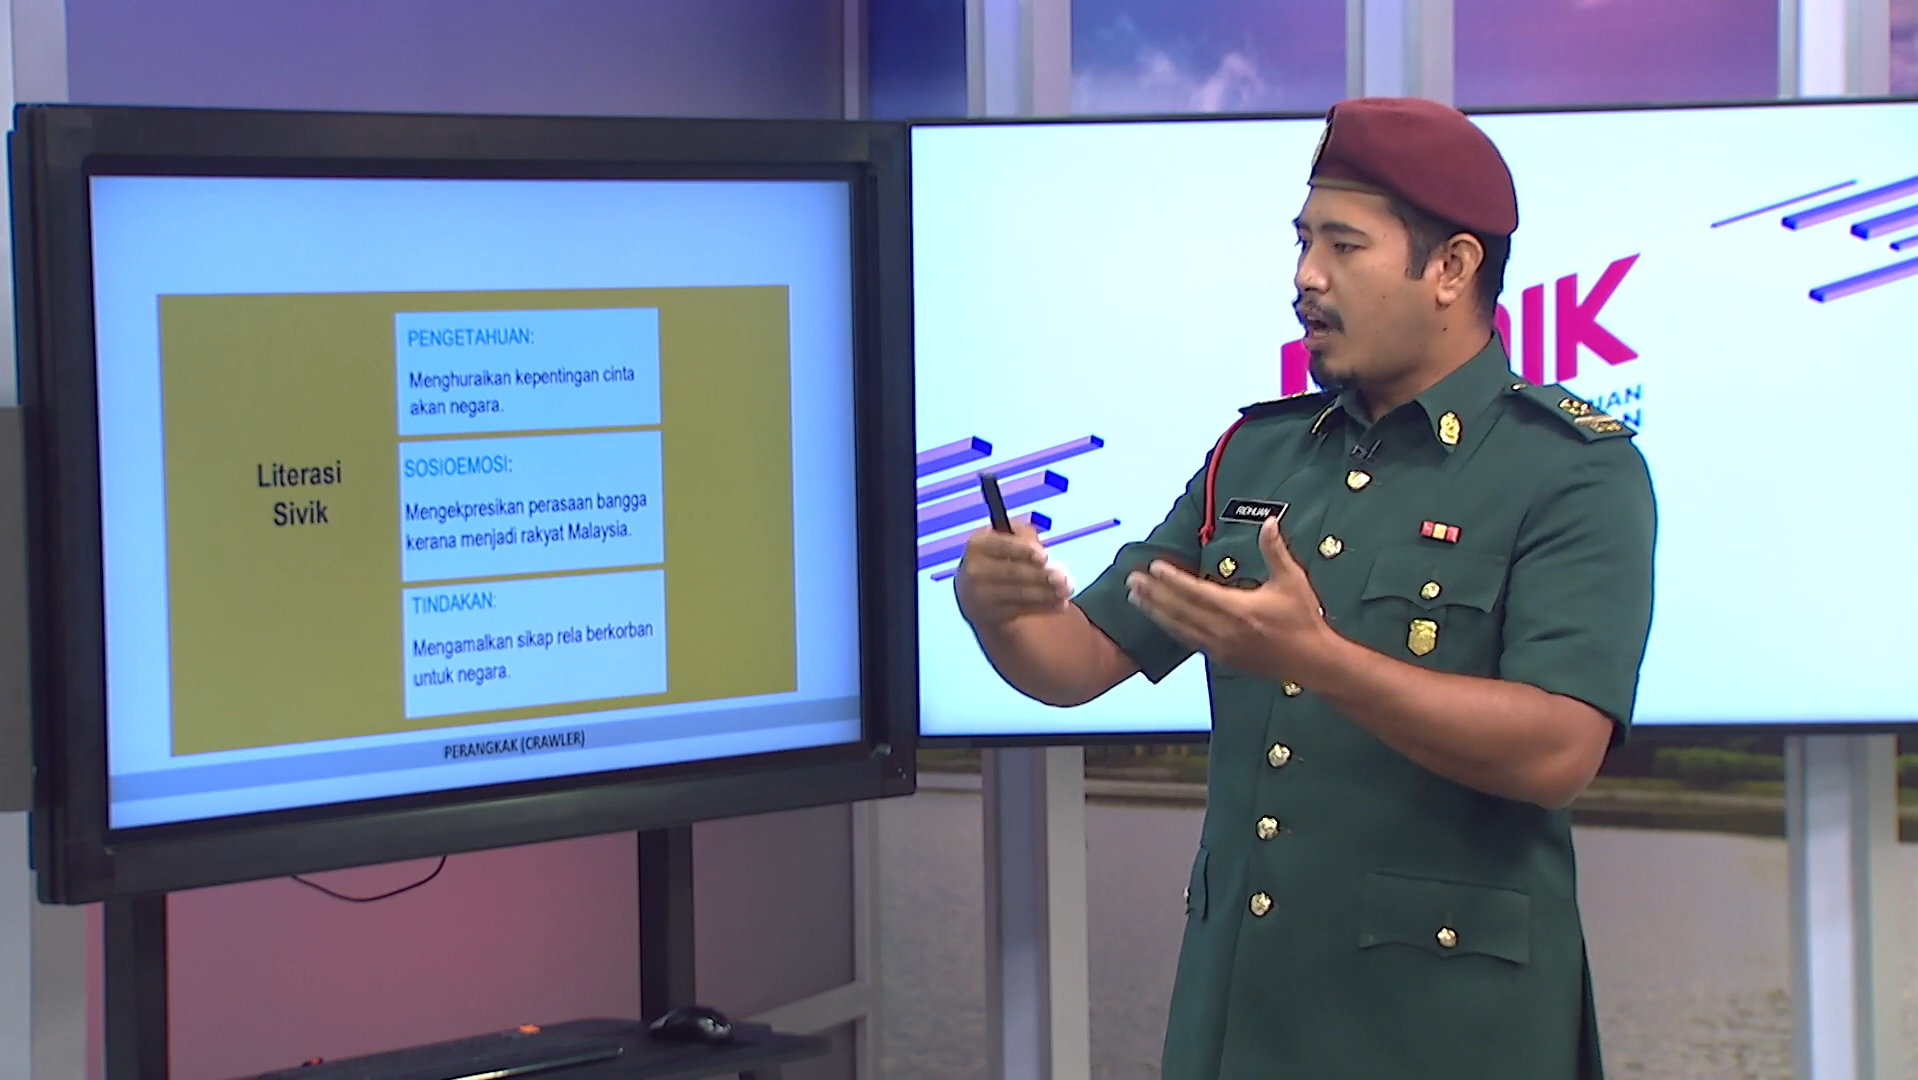 Literasi
Sivik
PENGETAHUAN:
Menghuraikan kepentingan cinta
akan negara.
SOSIOEMOSI:
Mengekpresikan perasaan bangga
kerana menjadi rakyat Malaysia.
TINDAKAN:
Mengamalkan sikap rela berkorban
untuk negara.
PERANGKAK (CRAWLER)
RIDHUAN